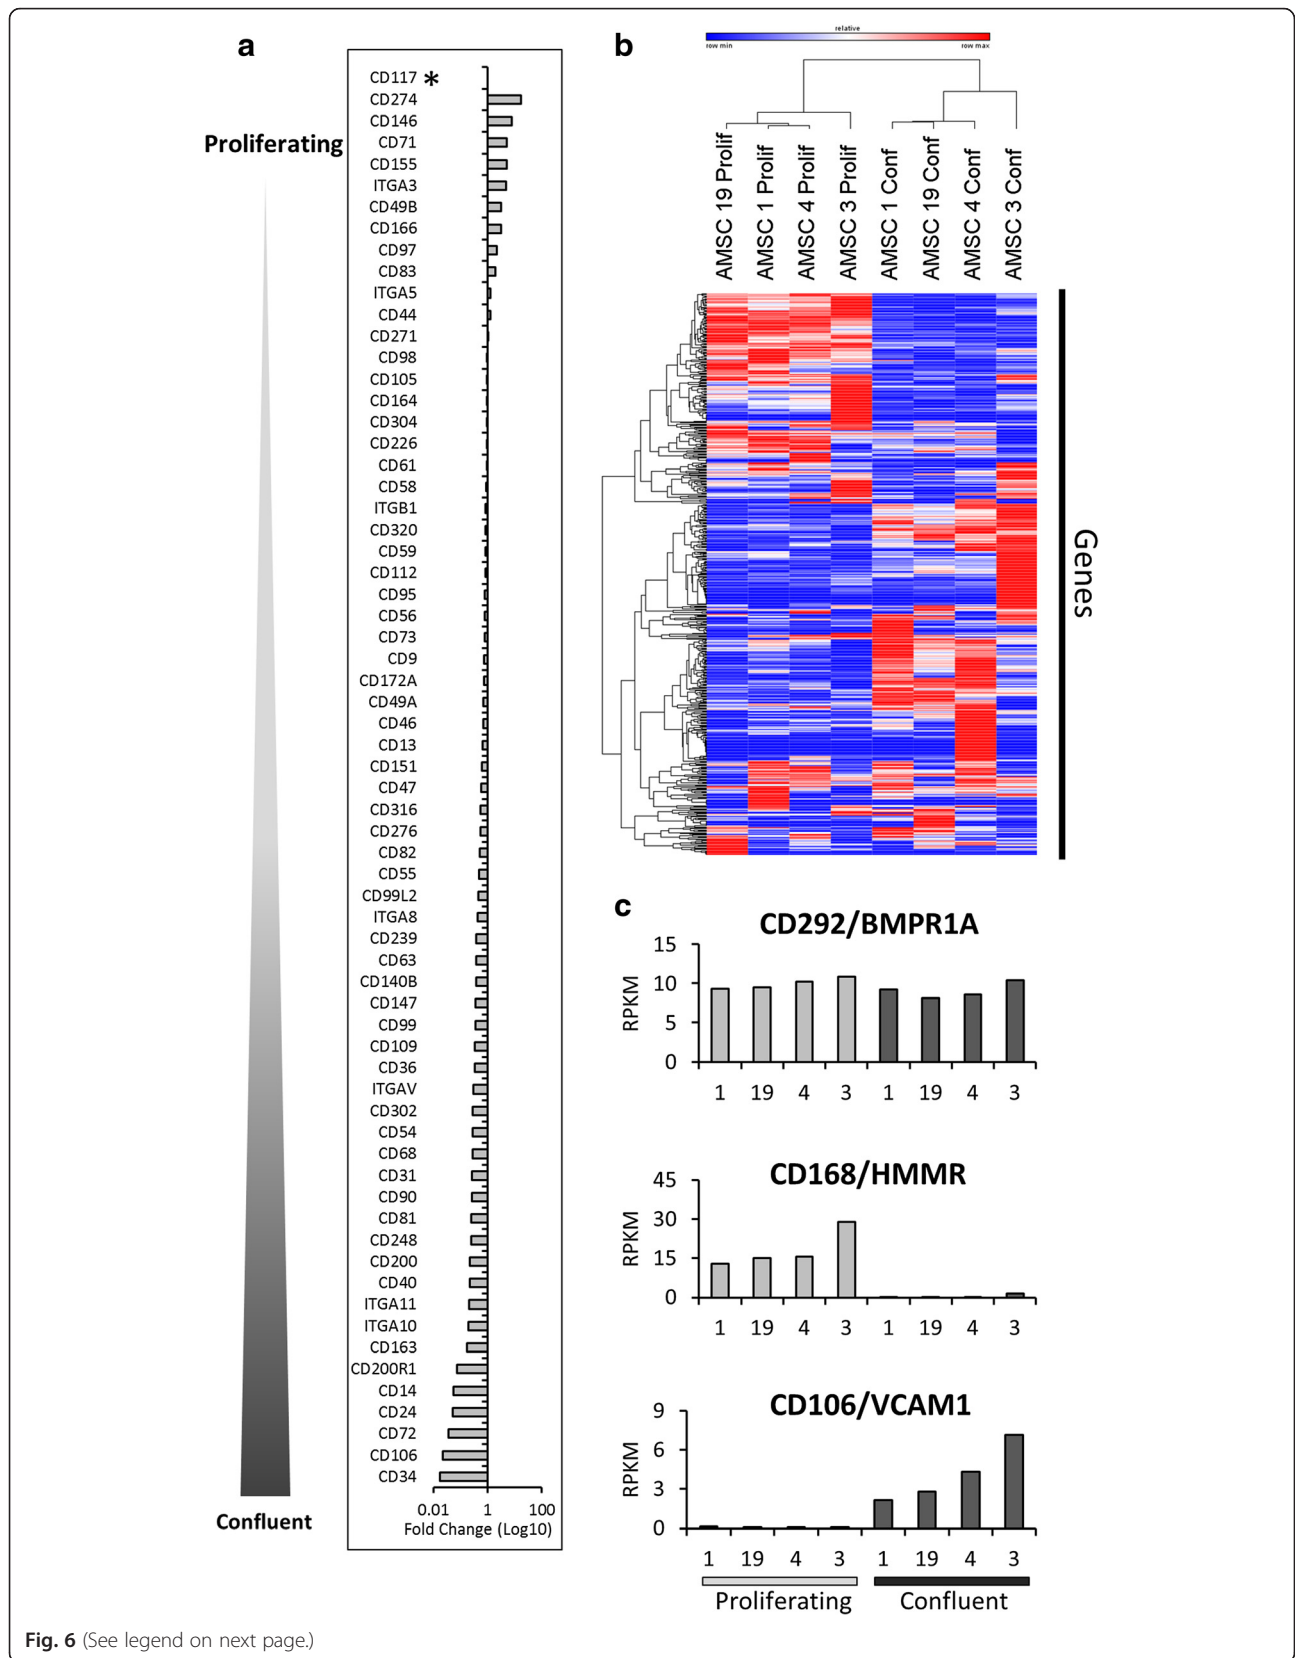 a
Proliferating
Confluent
CD117 *
CD274
CD146
CD71
CD155
ITGA3
CD49B
CD166
CD97
CD83
ITGA5
CD44
CD271
CD98
CD105
CD164
CD304
CD226
CD61
CD58
ITGB1
CD320
CD59
CD112
CD95
CD56
CD73
CD9
CD172A
CD49A
CD46
CD13
CD151
CD47
CD316
CD276
CD82
CD55
CD99L2
ITGA8
CD239
CD63
CD140B
CD147
CD99
CD109
CD36
ITGAV
CD302
CD54
CD68
CD31
CD90
CD81
CD248
CD200
CD40
ITGA11
ITGA10
CD163
CD200R1
CD14
CD24
CD72
CD106
CD34
0.01 1 100
Fold Change (Log10)
b
relative
row min row max
AMSC 19 Prolif
AMSC 1 Prolif
AMSC 4 Prolif
AMSC 3 Prolif
AMSC 1 Conf
AMSC 19 Conf
AMSC 4 Conf
AMSC 3 Conf
Genes
c
CD292/BMPR1A
RPKM
15
10
5
0
1 19 4 3 1 19 4 3
CD168/HMMR
RPKM
45
30
15
0
1 19 4 3 1 19 4 3
CD106/VCAM1
RPKM
9
6
3
0
1 19 4 3 1 19 4 3
Proliferating Confluent
Fig. 6 (See legend on next page.)